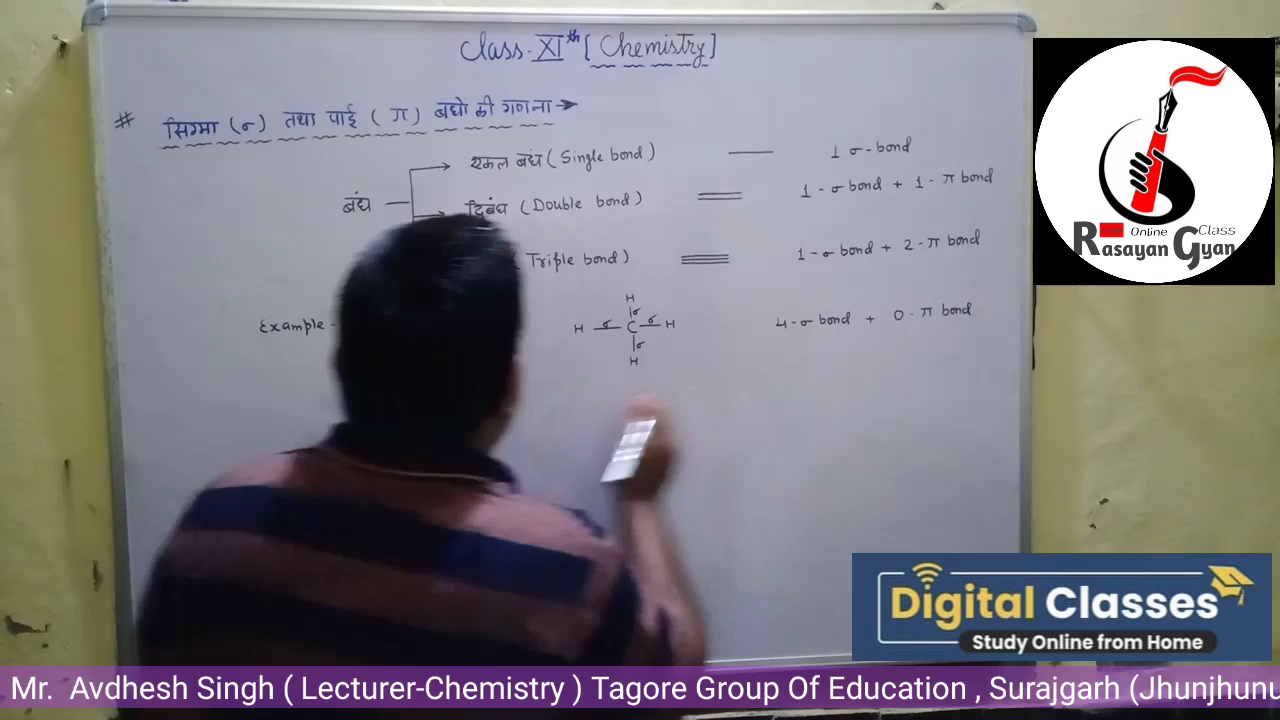 Class-XIth [Chemistry]
# सिग्मा (σ) तथा पाई (π) बंधो की गणना →
एकल बंध (Single bond) — 1 σ-bond
बंध — द्विबंध (Double bond) = 1-σ bond + 1-π bond
(Triple bond) ≡ 1-σ bond + 2-π bond
H
Example - H σ C σ H 4-σ bond + 0-π bond
σ
σ
H
Online Class
Rasayan Gyan
Digital Classes
Study Online from Home
Mr. Avdhesh Singh ( Lecturer-Chemistry ) Tagore Group Of Education , Surajgarh (Jhunjhunu